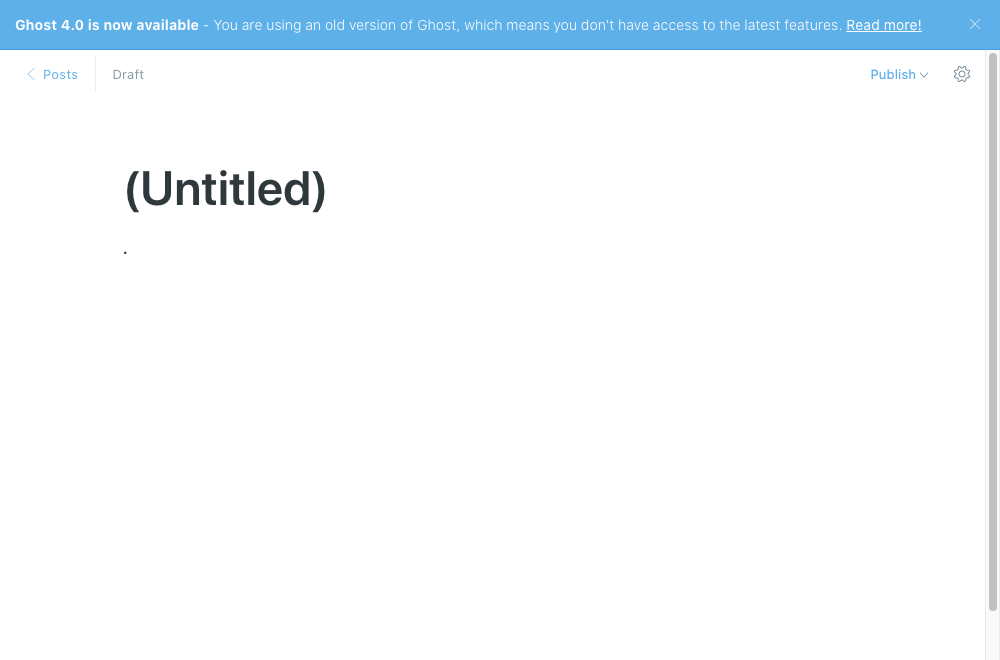 Ghost 4.0 is now available - You are using an old version of Ghost, which means you don't have access to the latest features. Read more!
Posts
Draft
Publish
(Untitled)
.